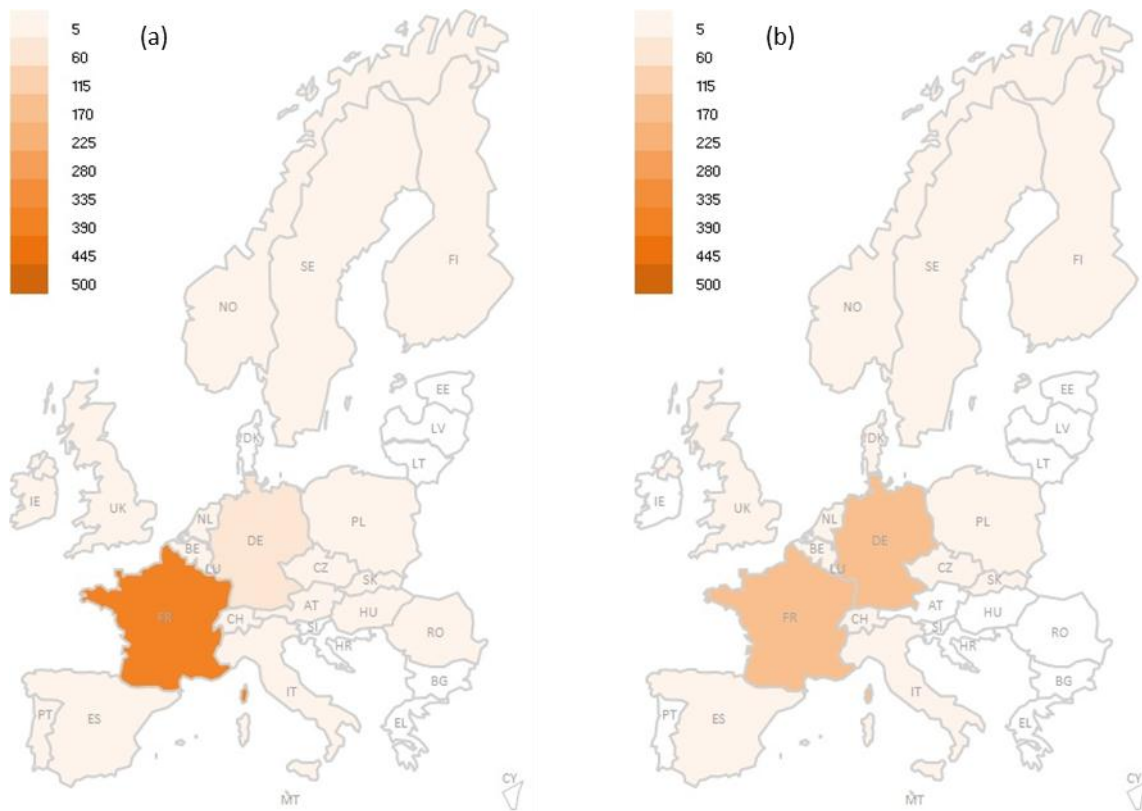 (a)
5
60
115
170
225
280
335
390
445
500
NO
SE
FI
EE
LV
LT
DK
IE
UK
NL
BE
LU
DE
PL
CZ
SK
AT
HU
CH
SI
HR
RO
BG
FR
IT
PT
ES
EL
MT
CY
(b)
5
60
115
170
225
280
335
390
445
500
NO
SE
FI
EE
LV
LT
DK
IE
UK
NL
BE
LU
DE
PL
CZ
SK
AT
HU
CH
SI
HR
RO
BG
FR
IT
PT
ES
EL
MT
CY